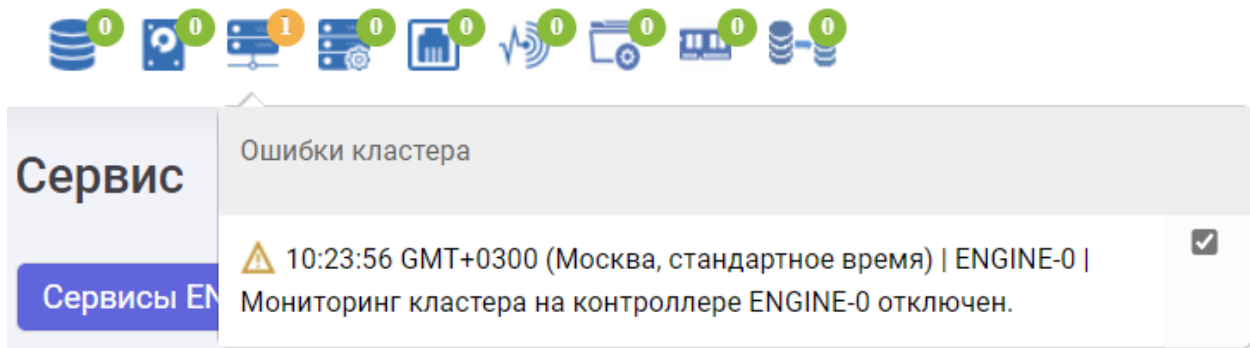 0 0 1 0 0 0 0 0 0
Ошибки кластера
Сервис
10:23:56 GMT+0300 (Москва, стандартное время) | ENGINE-0 |
Мониторинг кластера на контроллере ENGINE-0 отключен.
Сервисы EN